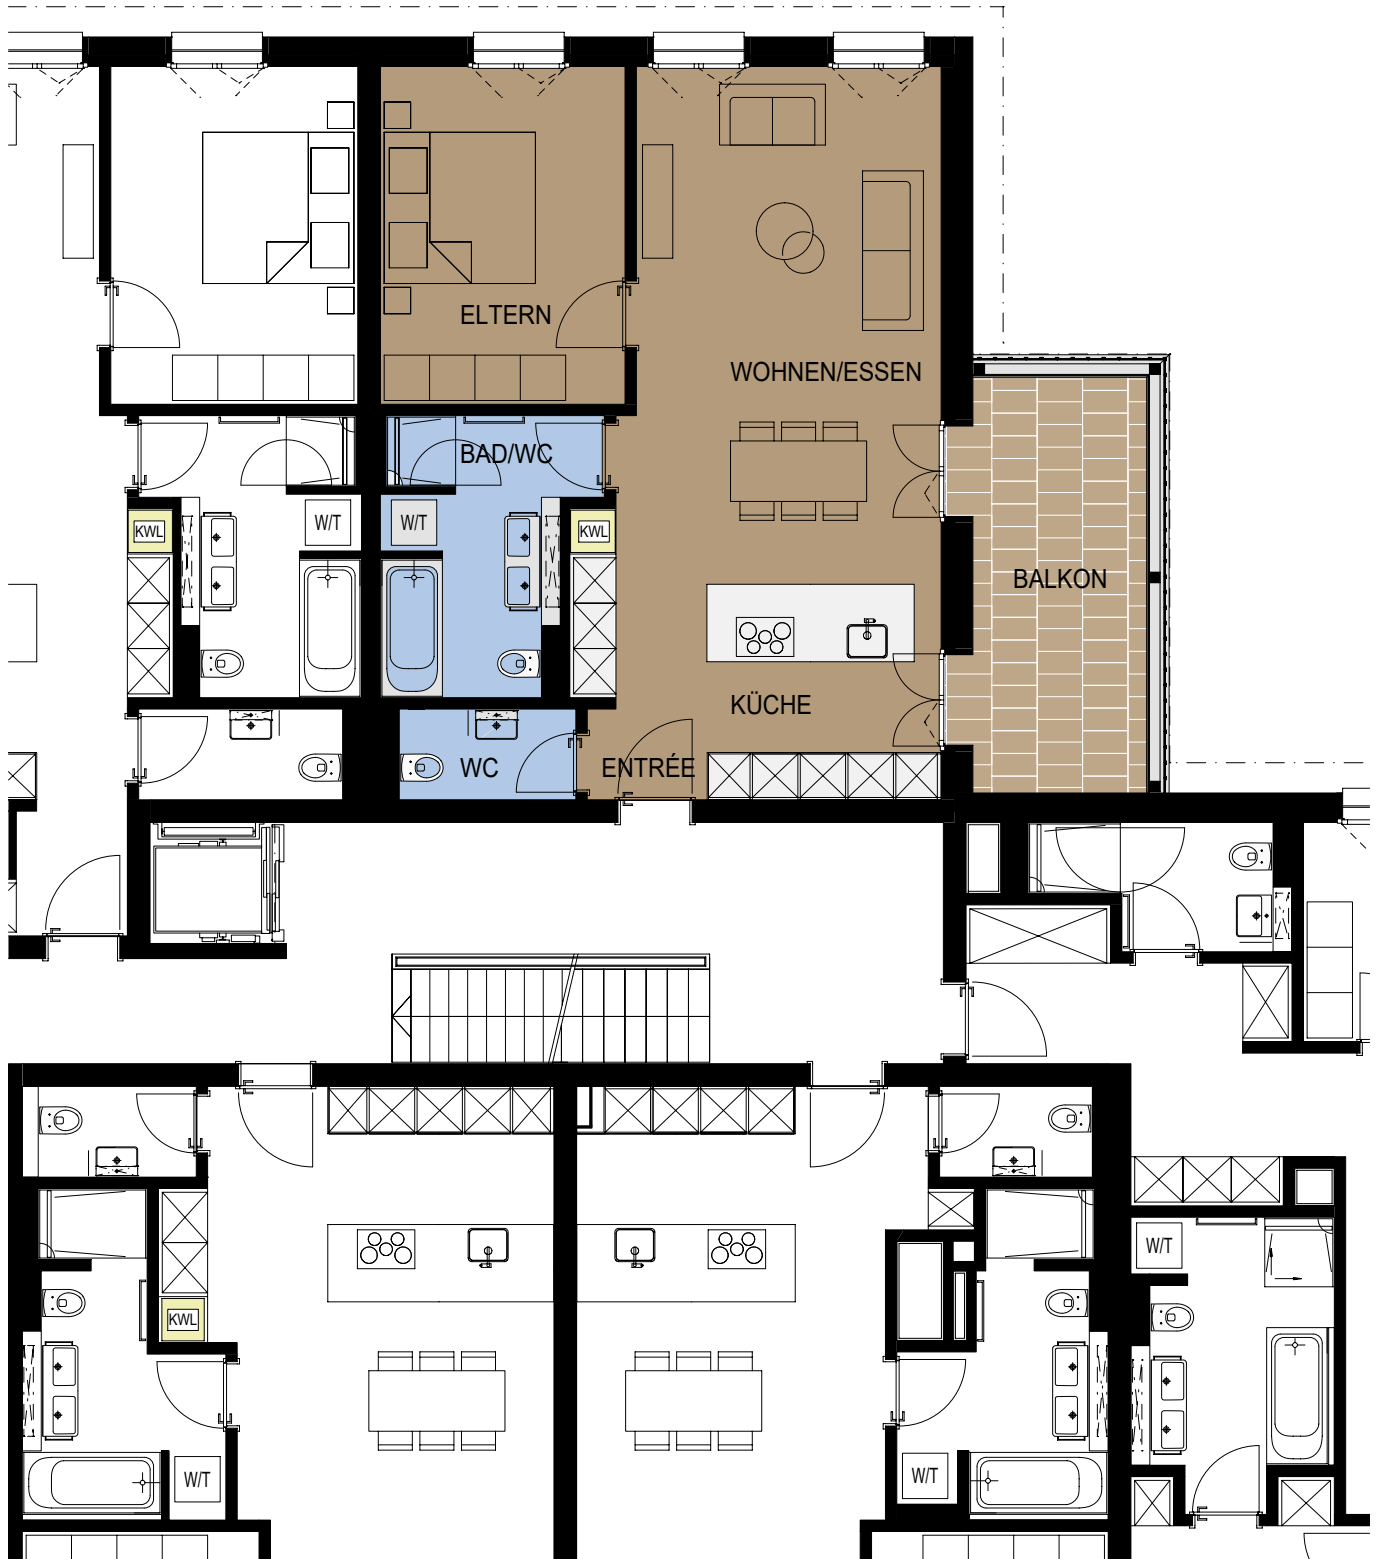 ELTERN
WOHNEN/ESSEN
BAD/WC
W/T
W/T
KWL
KWL
BALKON
KÜCHE
WC
ENTRÉE
W/T
KWL
W/T
W/T